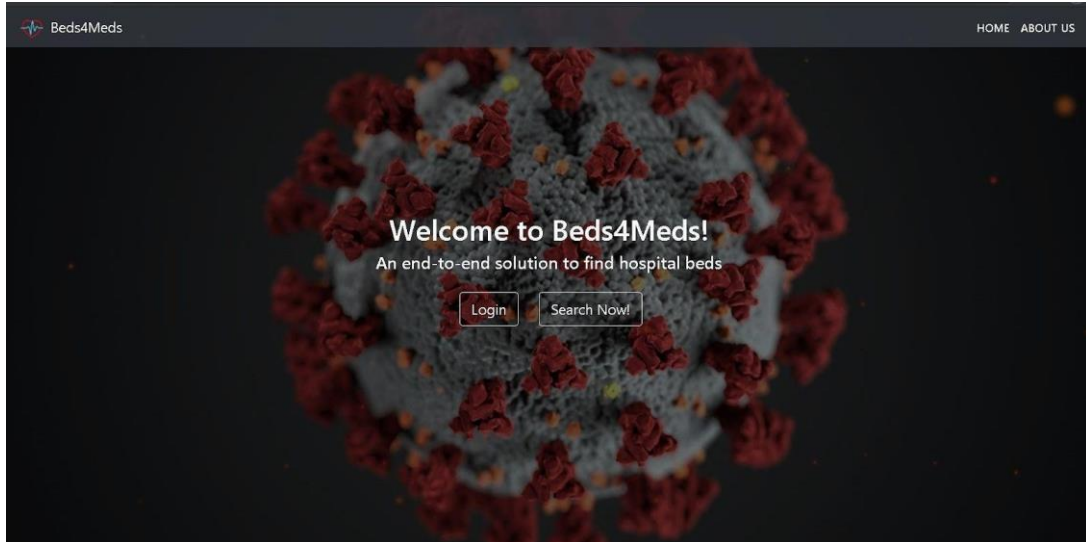 Beds4Meds
HOME ABOUT US
Welcome to Beds4Meds!
An end-to-end solution to find hospital beds
Login
Search Now!